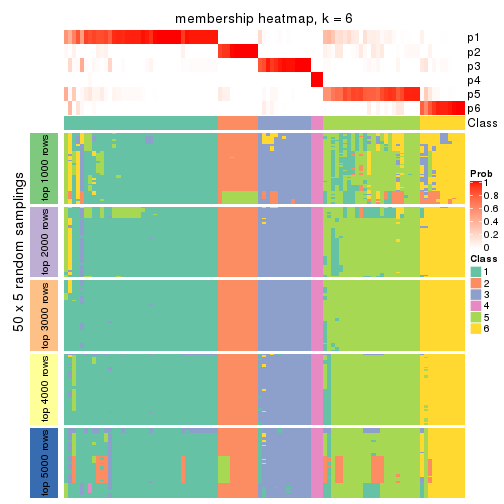 membership heatmap, k = 6
p1
p2
p3
p4
p5
p6
Class
50 x 5 random samplings
top 1000 rows
top 2000 rows
top 3000 rows
top 4000 rows
top 5000 rows
Prob
1
0.8
0.6
0.4
0.2
0
Class
1
2
3
4
5
6